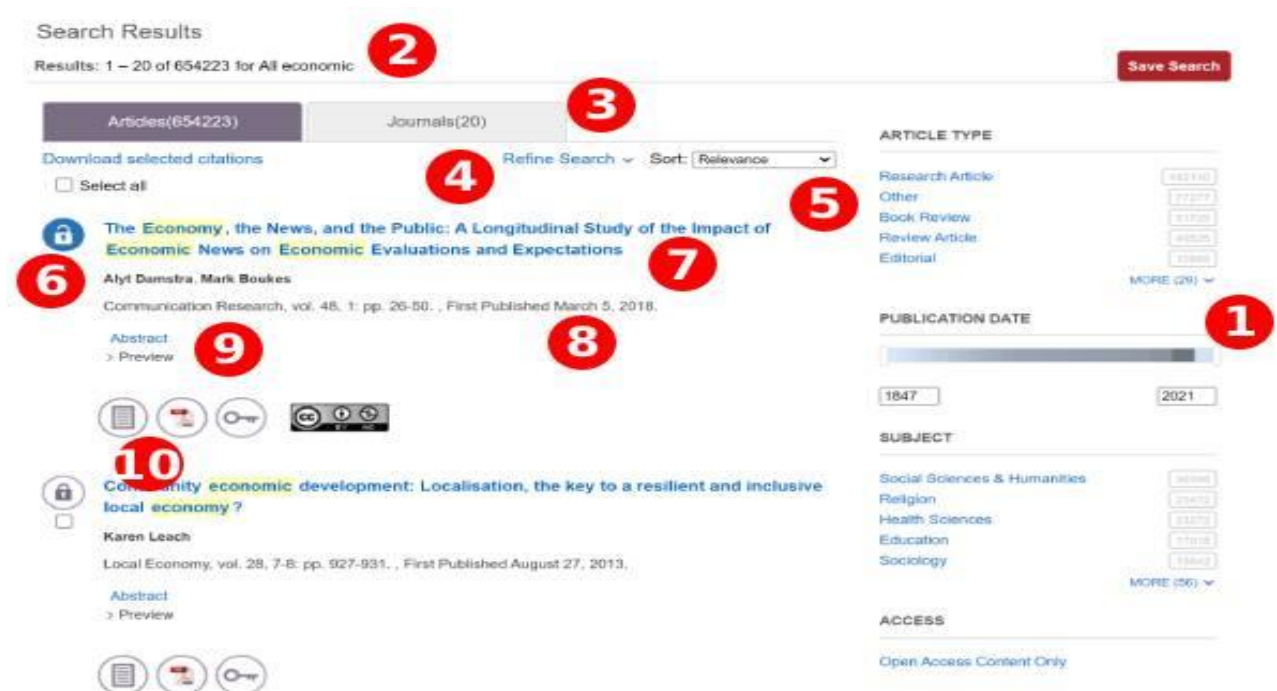 Search Results
2
Results: 1 – 20 of 654223 for All economic
Save Search
3
Articles(654223)
Journals(20)
Download selected citations
4
Refine Search
Sort: Relevance
Select all
5
The Economy, the News, and the Public: A Longitudinal Study of the Impact of
Economic News on Economic Evaluations and Expectations
6
7
Alyt Damstra, Mark Boukes
Communication Research, vol. 48, 1: pp. 26-50. , First Published March 5, 2018.
8
Abstract
> Preview
9
cc
BY NC
10
economic development: Localisation, the key to a resilient and inclusive
local economy?
Karen Leach
Local Economy, vol. 28, 7-8: pp. 927-931. , First Published August 27, 2013.
Abstract
> Preview
ARTICLE TYPE
Research Article
Other
Book Review
Review Article
Editorial
MORE (29)
PUBLICATION DATE
1
1847
2021
SUBJECT
Social Sciences & Humanities
Religion
Health Sciences
Education
Sociology
MORE (56)
ACCESS
Open Access Content Only